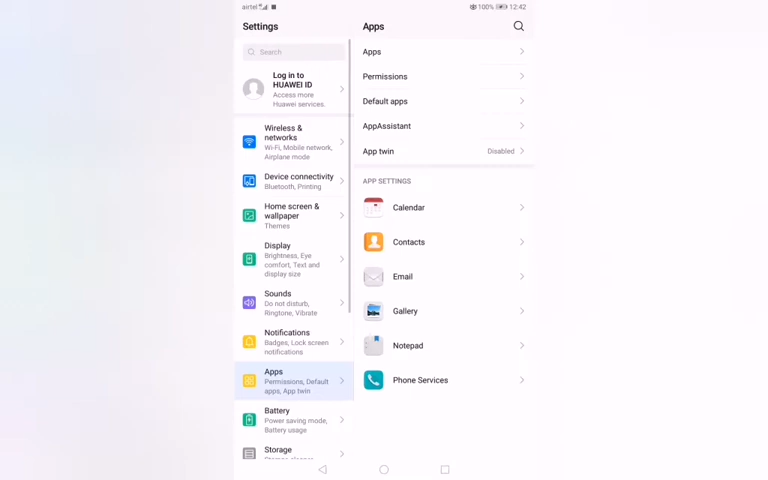 airtel
100% 12:42
Settings
Search
Log in to
HUAWEI ID
Access more
Huawei services.
Wireless &
networks
Wi-Fi, Mobile network,
Airplane mode
Device connectivity
Bluetooth, Printing
Home screen &
wallpaper
Themes
Display
Brightness, Eye
comfort, Text and
display size
Sounds
Do not disturb,
Ringtone, Vibrate
Notifications
Badges, Lock screen
notifications
Apps
Permissions, Default
apps, App twin
Battery
Power saving mode,
Battery usage
Storage
Apps
Apps
Permissions
Default apps
AppAssistant
App twin Disabled
APP SETTINGS
Calendar
Contacts
Email
Gallery
Notepad
Phone Services